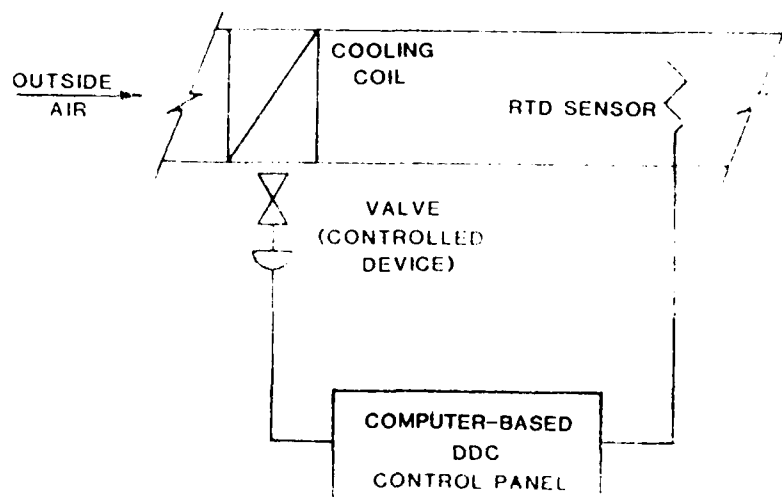 OUTSIDE
AIR
COOLING
COIL
RTD SENSOR
VALVE
(CONTROLLED
DEVICE)
COMPUTER-BASED
DDC
CONTROL PANEL